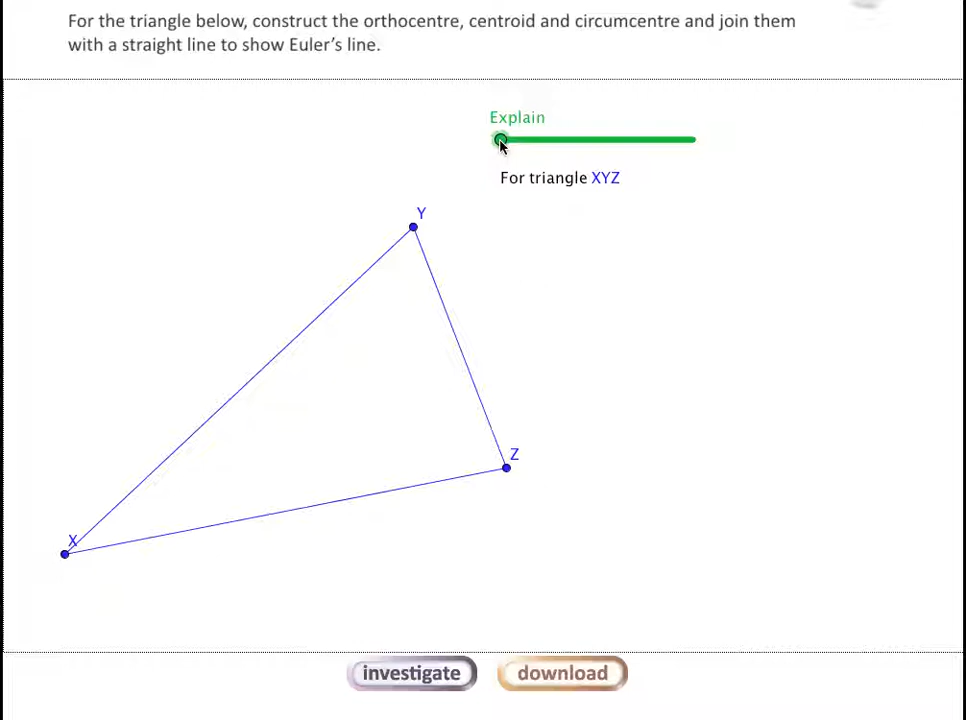 For the triangle below, construct the orthocentre, centroid and circumcentre and join them
with a straight line to show Euler’s line.
Explain
For triangle XYZ
Y
Z
X
investigate
download